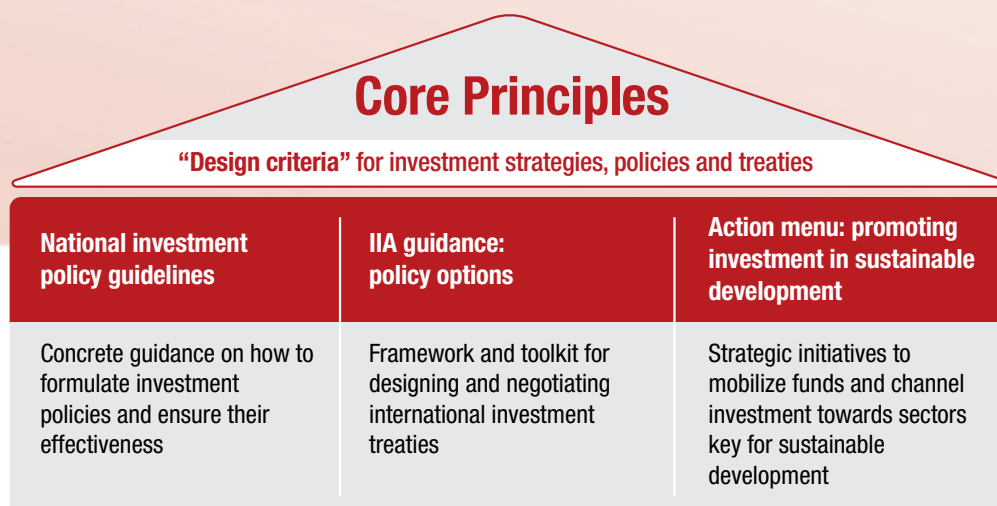 Core Principles
“Design criteria” for investment strategies, policies and treaties
National investment
policy guidelines
Concrete guidance on how to
formulate investment
policies and ensure their
effectiveness
IIA guidance:
policy options
Framework and toolkit for
designing and negotiating
international investment
treaties
Action menu: promoting
investment in sustainable
development
Strategic initiatives to
mobilize funds and channel
investment towards sectors
key for sustainable
development